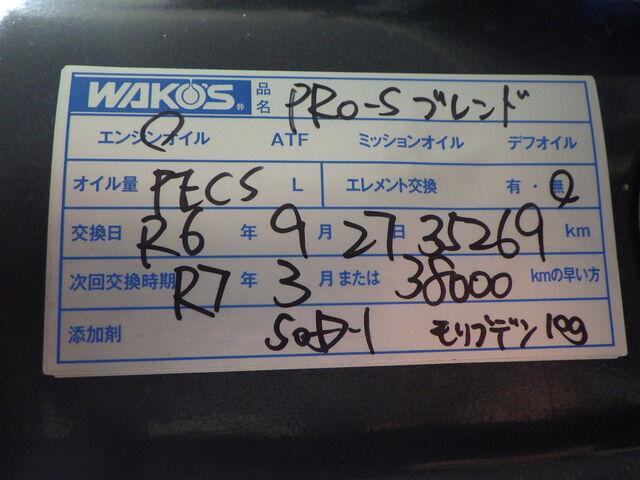 WAKO'S® 品名 PRO-S ブレンド
エンジンオイル ATF ミッションオイル デフオイル
オイル量 PECS L エレメント交換 有・無
交換日 R6 年 9 月 27 日 35269 km
次回交換時期 R7 年 3 月または 38000 kmの早い方
添加剤 SOD-1 モリブデン 10g